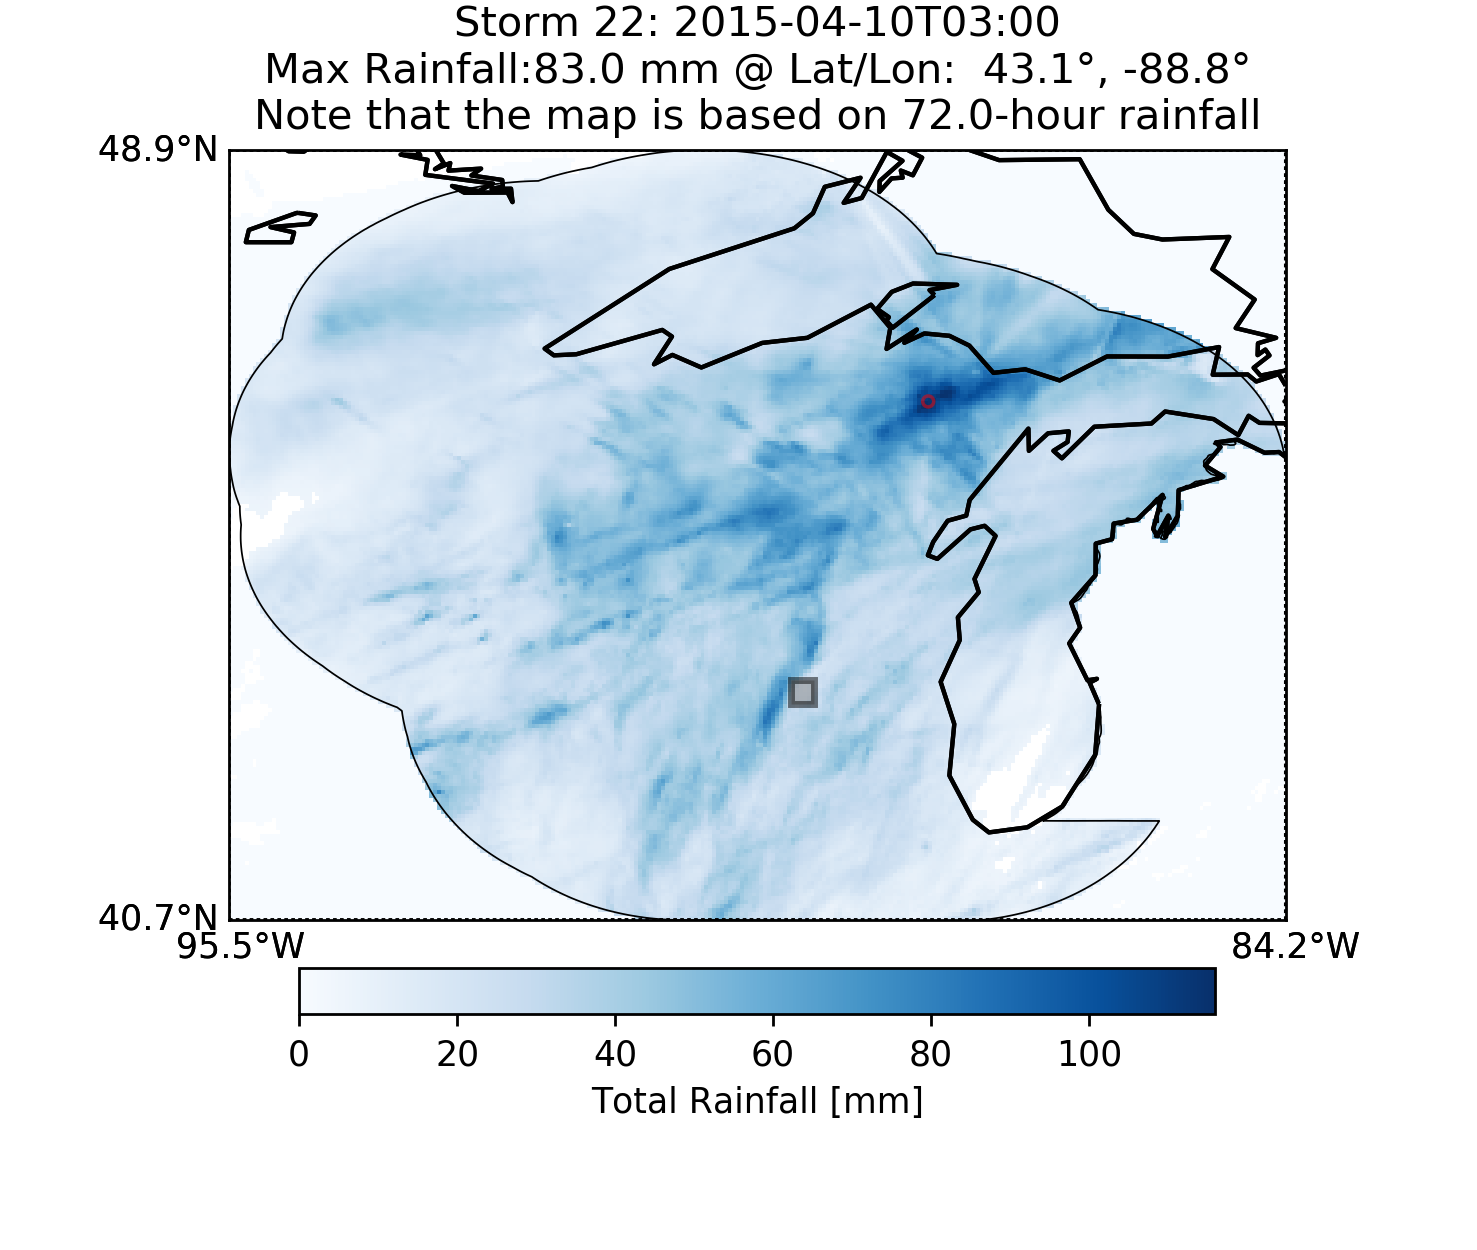 Storm 22: 2015-04-10T03:00
Max Rainfall:83.0 mm @ Lat/Lon:  43.1°, -88.8°
Note that the map is based on 72.0-hour rainfall
48.9°N
40.7°N
95.5°W 84.2°W
0 20 40 60 80 100
Total Rainfall [mm]